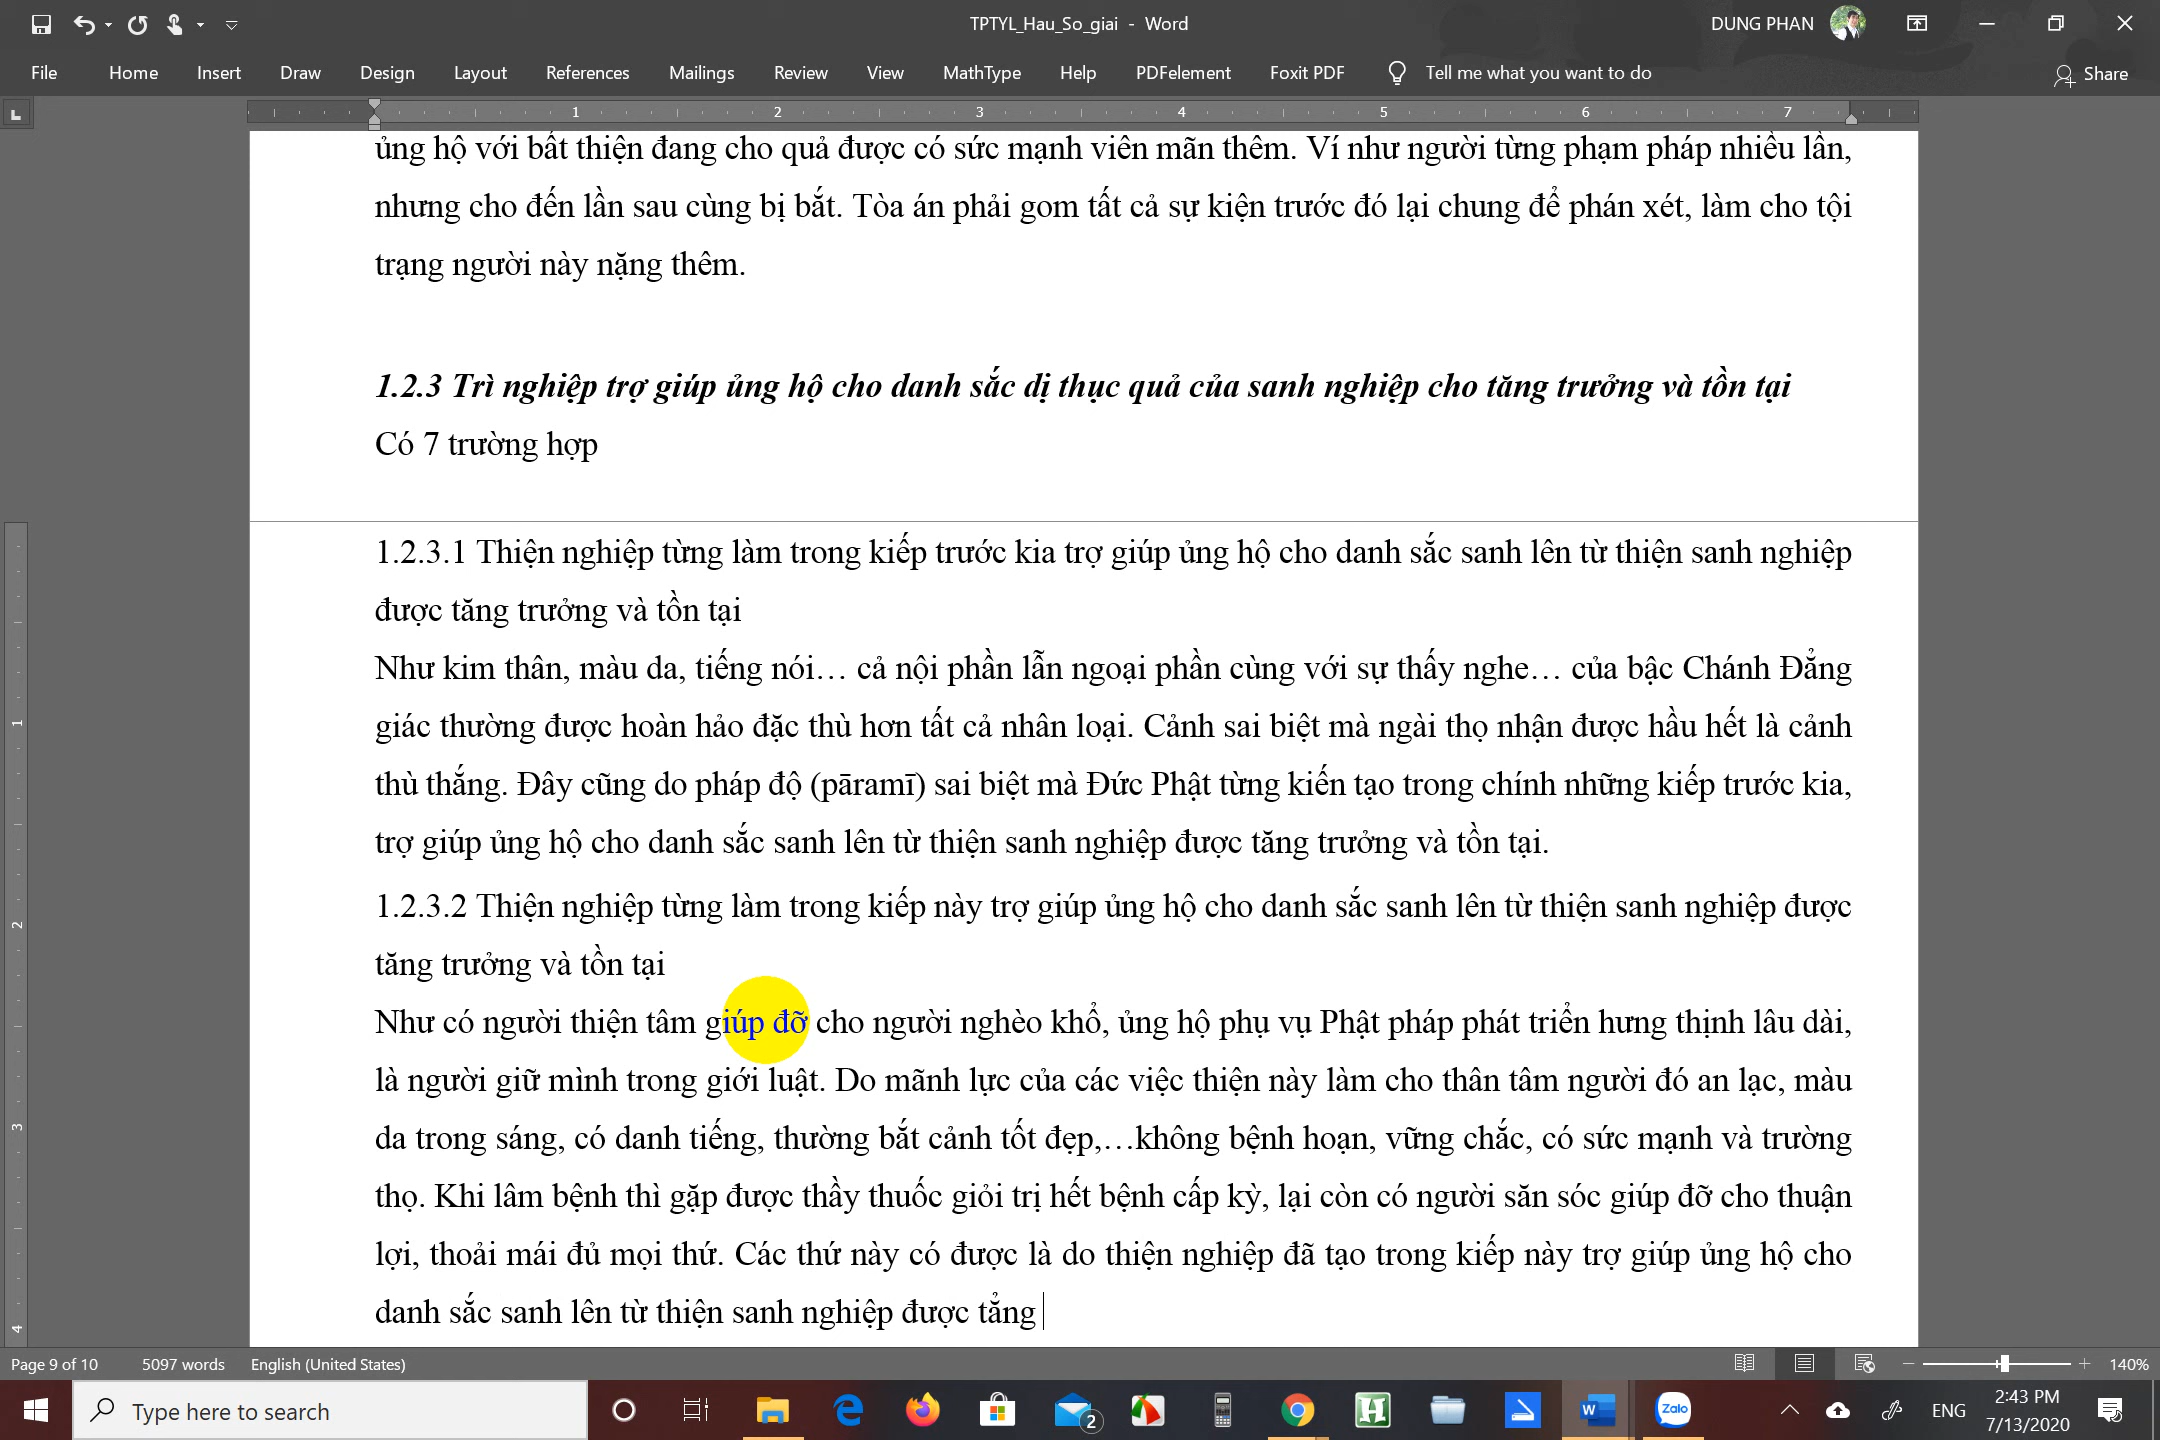 TPTYL_Hau_So_giai - Word
DUNG PHAN
File Home Insert Draw Design Layout References Mailings Review View MathType Help PDFelement Foxit PDF Tell me what you want to do Share
1 2 3 4 5 6 7
ủng hộ với bất thiện đang cho quả được có sức mạnh viên mãn thêm. Ví như người từng phạm pháp nhiều lần,
nhưng cho đến lần sau cùng bị bắt. Tòa án phải gom tất cả sự kiện trước đó lại chung để phán xét, làm cho tội
trạng người này nặng thêm.
1.2.3 Trì nghiệp trợ giúp ủng hộ cho danh sắc dị thục quả của sanh nghiệp cho tăng trưởng và tồn tại
Có 7 trường hợp
1.2.3.1 Thiện nghiệp từng làm trong kiếp trước kia trợ giúp ủng hộ cho danh sắc sanh lên từ thiện sanh nghiệp
được tăng trưởng và tồn tại
Như kim thân, màu da, tiếng nói… cả nội phần lẫn ngoại phần cùng với sự thấy nghe… của bậc Chánh Đẳng
giác thường được hoàn hảo đặc thù hơn tất cả nhân loại. Cảnh sai biệt mà ngài thọ nhận được hầu hết là cảnh
thù thắng. Đây cũng do pháp độ (pāramī) sai biệt mà Đức Phật từng kiến tạo trong chính những kiếp trước kia,
trợ giúp ủng hộ cho danh sắc sanh lên từ thiện sanh nghiệp được tăng trưởng và tồn tại.
1.2.3.2 Thiện nghiệp từng làm trong kiếp này trợ giúp ủng hộ cho danh sắc sanh lên từ thiện sanh nghiệp được
tăng trưởng và tồn tại
Như có người thiện tâm giúp đỡ cho người nghèo khổ, ủng hộ phụ vụ Phật pháp phát triển hưng thịnh lâu dài,
là người giữ mình trong giới luật. Do mãnh lực của các việc thiện này làm cho thân tâm người đó an lạc, màu
da trong sáng, có danh tiếng, thường bắt cảnh tốt đẹp,…không bệnh hoạn, vững chắc, có sức mạnh và trường
thọ. Khi lâm bệnh thì gặp được thầy thuốc giỏi trị hết bệnh cấp kỳ, lại còn có người săn sóc giúp đỡ cho thuận
lợi, thoải mái đủ mọi thứ. Các thứ này có được là do thiện nghiệp đã tạo trong kiếp này trợ giúp ủng hộ cho
danh sắc sanh lên từ thiện sanh nghiệp được tẳng
1
2
3
4
Page 9 of 10 5097 words English (United States) 140%
Type here to search
2
Zalo
ENG
2:43 PM
7/13/2020